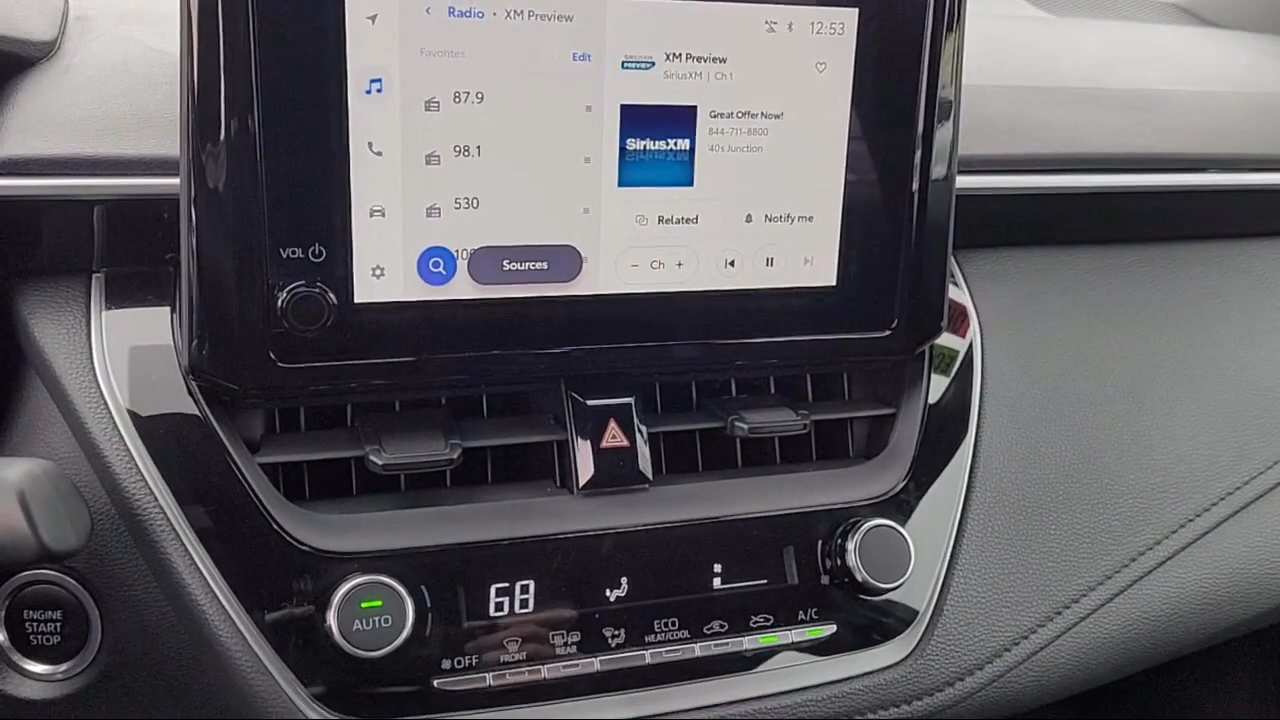 Radio • XM Preview
12:53
Favorites
Edit
SIRIUSXM
PREVIEW
XM Preview
SiriusXM | Ch 1
87.9
Great Offer Now!
844-711-8800
'40s Junction
SiriusXM
98.1
530
Related
Notify me
VOL
Sources
− Ch +
ENGINE
START
STOP
AUTO
68
OFF
FRONT
REAR
ECO
HEAT/COOL
A/C